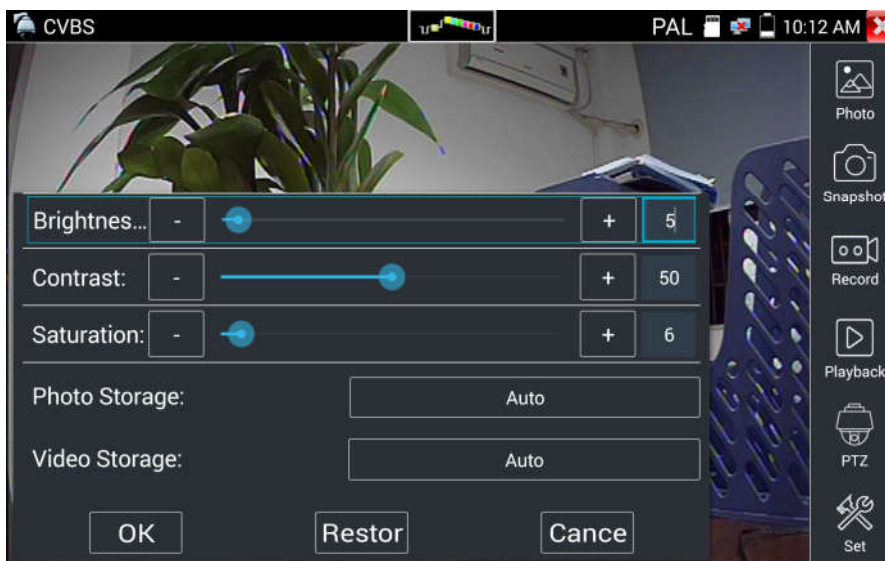 CVBS PAL 10:12 AM
Photo
Snapshot
Brightnes... - + 5
Record
Contrast: - + 50
Saturation: - + 6
Playback
Photo Storage: Auto
PTZ
Video Storage: Auto
OK Restor Cance
Set